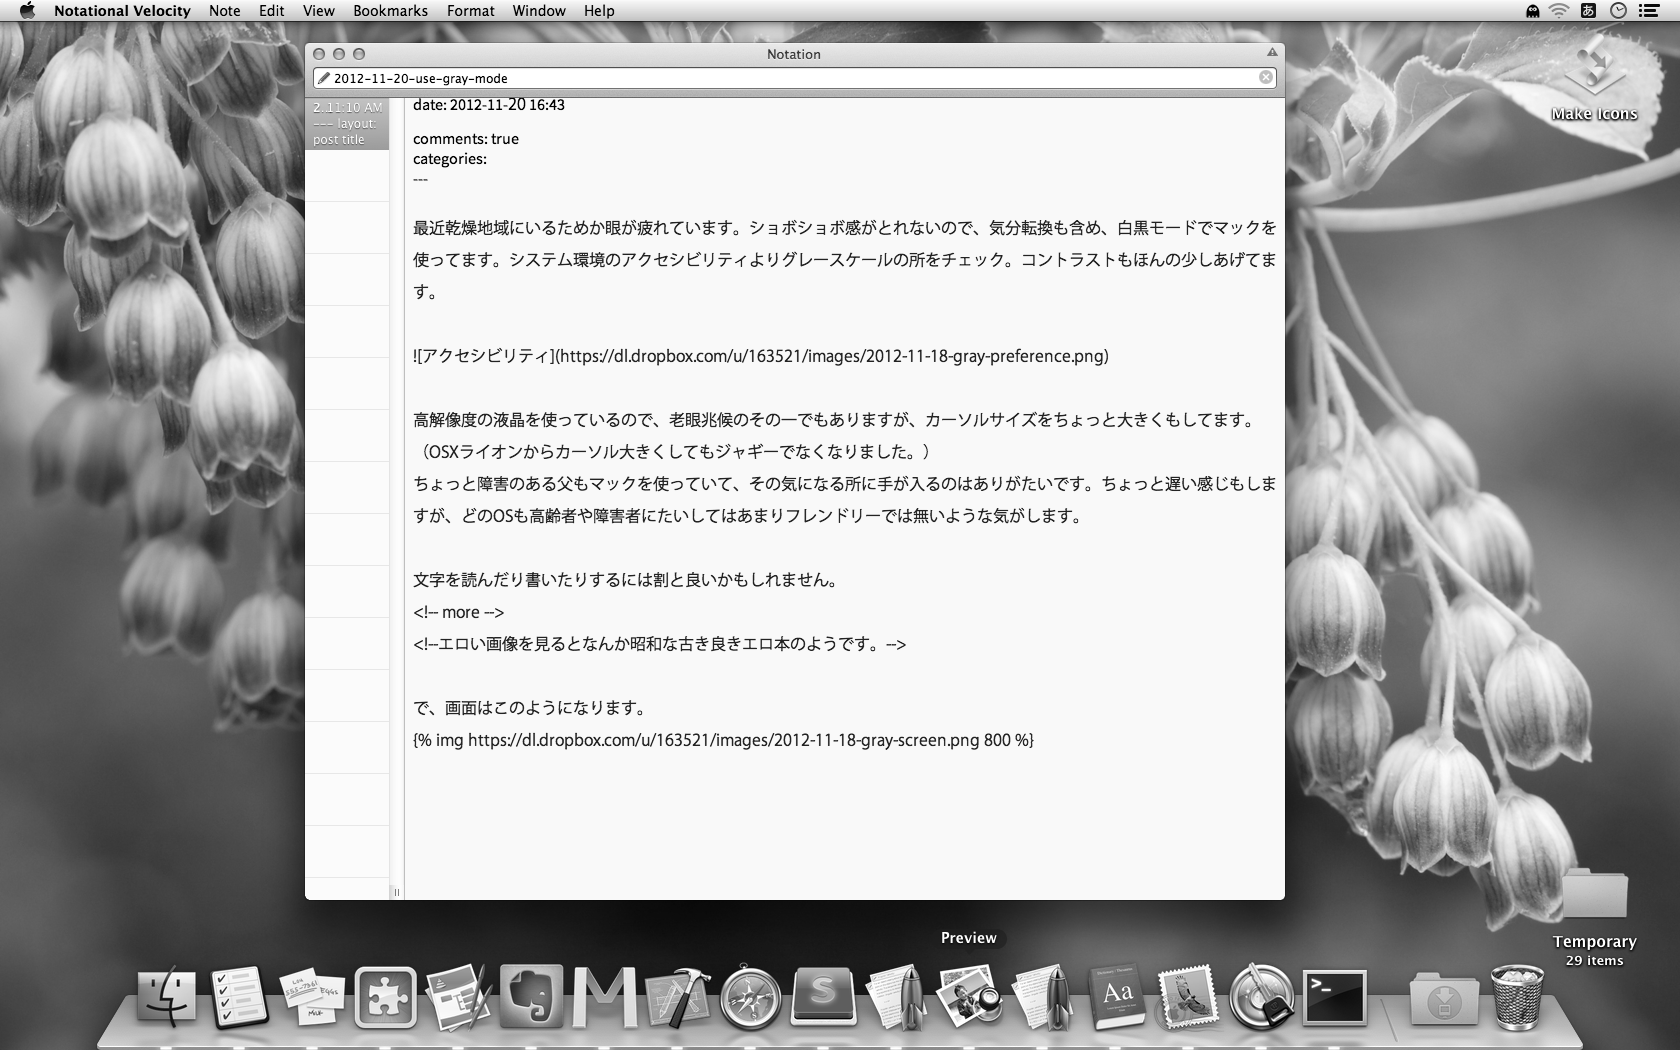 Notational Velocity Note Edit View Bookmarks Format Window Help
あ
Notation
2012-11-20-use-gray-mode
2..11:10 AM
--- layout:
post title
date: 2012-11-20 16:43
comments: true
categories:
---
最近乾燥地域にいるためか眼が疲れています。ショボショボ感がとれないので、気分転換も含め、白黒モードでマックを
使ってます。システム環境のアクセシビリティよりグレースケールの所をチェック。コントラストもほんの少しあげてま
す。
![アクセシビリティ](https://dl.dropbox.com/u/163521/images/2012-11-18-gray-preference.png)
高解像度の液晶を使っているので、老眼兆候のその一でもありますが、カーソルサイズをちょっと大きくもしてます。
（OSXライオンからカーソル大きくしてもジャギーでなくなりました。）
ちょっと障害のある父もマックを使っていて、その気になる所に手が入るのはありがたいです。ちょっと遅い感じもしま
すが、どのOSも高齢者や障害者にたいしてはあまりフレンドリーでは無いような気がします。
文字を読んだり書いたりするには割と良いかもしれません。
<!-- more -->
<!--エロい画像を見るとなんか昭和な古き良きエロ本のようです。-->
で、画面はこのようになります。
{% img https://dl.dropbox.com/u/163521/images/2012-11-18-gray-screen.png 800 %}
Make Icons
Temporary
29 items
Preview
555-7361
EGGS
MILK
M
S
Aa
>_